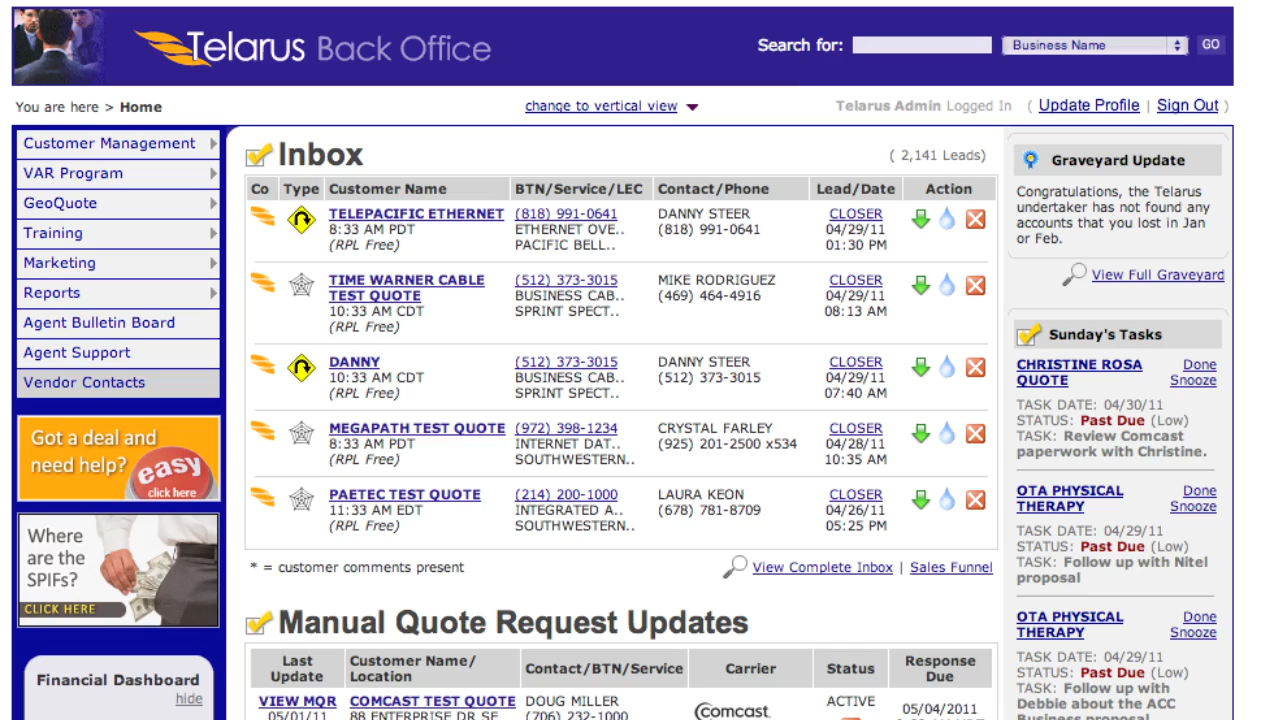 Telarus Back Office
Search for:
Business Name
GO
You are here > Home
change to vertical view
Telarus Admin Logged In ( Update Profile | Sign Out )
Customer Management
VAR Program
GeoQuote
Training
Marketing
Reports
Agent Bulletin Board
Agent Support
Vendor Contacts
Got a deal and
need help?
easy
click here
Where
are the
SPIFs?
CLICK HERE
Financial Dashboard
hide
Inbox
( 2,141 Leads)
Co Type Customer Name BTN/Service/LEC Contact/Phone Lead/Date Action
TELEPACIFIC ETHERNET (818) 991-0641 DANNY STEER CLOSER
8:33 AM PDT ETHERNET OVE.. (818) 991-0641 04/29/11
(RPL Free) PACIFIC BELL.. 01:30 PM
TIME WARNER CABLE (512) 373-3015 MIKE RODRIGUEZ CLOSER
TEST QUOTE BUSINESS CAB.. (469) 464-4916 04/29/11
10:33 AM CDT SPRINT SPECT.. 08:13 AM
(RPL Free)
DANNY (512) 373-3015 DANNY STEER CLOSER
10:33 AM CDT BUSINESS CAB.. (512) 373-3015 04/29/11
(RPL Free) SPRINT SPECT.. 07:40 AM
MEGAPATH TEST QUOTE (972) 398-1234 CRYSTAL FARLEY CLOSER
8:33 AM PDT INTERNET DAT.. (925) 201-2500 x534 04/28/11
(RPL Free) SOUTHWESTERN.. 10:35 AM
PAETEC TEST QUOTE (214) 200-1000 LAURA KEON CLOSER
11:33 AM EDT INTEGRATED A.. (678) 781-8709 04/26/11
(RPL Free) SOUTHWESTERN.. 05:25 PM
* = customer comments present
View Complete Inbox | Sales Funnel
Manual Quote Request Updates
Last Update Customer Name/ Location Contact/BTN/Service Carrier Status Response Due
VIEW MQR COMCAST TEST QUOTE DOUG MILLER Comcast. ACTIVE
05/01/11 88 ENTERPRISE DR SE (706) 232-1000 05/04/2011
Graveyard Update
Congratulations, the Telarus
undertaker has not found any
accounts that you lost in Jan
or Feb.
View Full Graveyard
Sunday's Tasks
CHRISTINE ROSA Done
QUOTE Snooze
TASK DATE: 04/30/11
STATUS: Past Due (Low)
TASK: Review Comcast
paperwork with Christine.
OTA PHYSICAL Done
THERAPY Snooze
TASK DATE: 04/29/11
STATUS: Past Due (Low)
TASK: Follow up with Nitel
proposal
OTA PHYSICAL Done
THERAPY Snooze
TASK DATE: 04/29/11
STATUS: Past Due (Low)
TASK: Follow up with
Debbie about the ACC
Business proposal